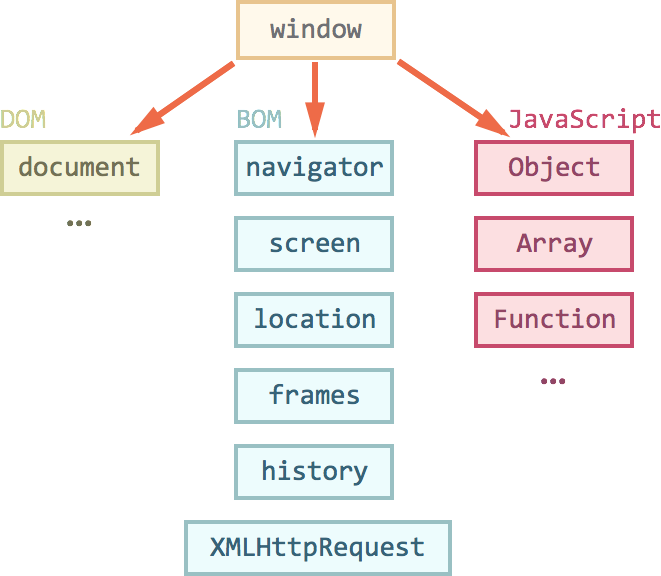 window
DOM
document
...
BOM
navigator
screen
location
frames
history
XMLHttpRequest
JavaScript
Object
Array
Function
...